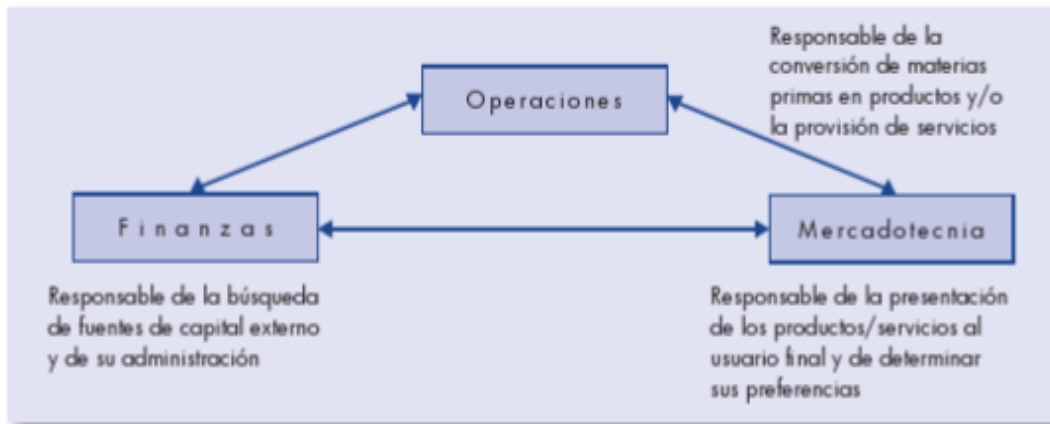 Responsable de la
conversión de materias
primas en productos y/o
la provisión de servicios
Operaciones
Finanzas
Mercadotecnia
Responsable de la búsqueda
de fuentes de capital externo
y de su administración
Responsable de la presentación
de los productos/servicios al
usuario final y de determinar
sus preferencias